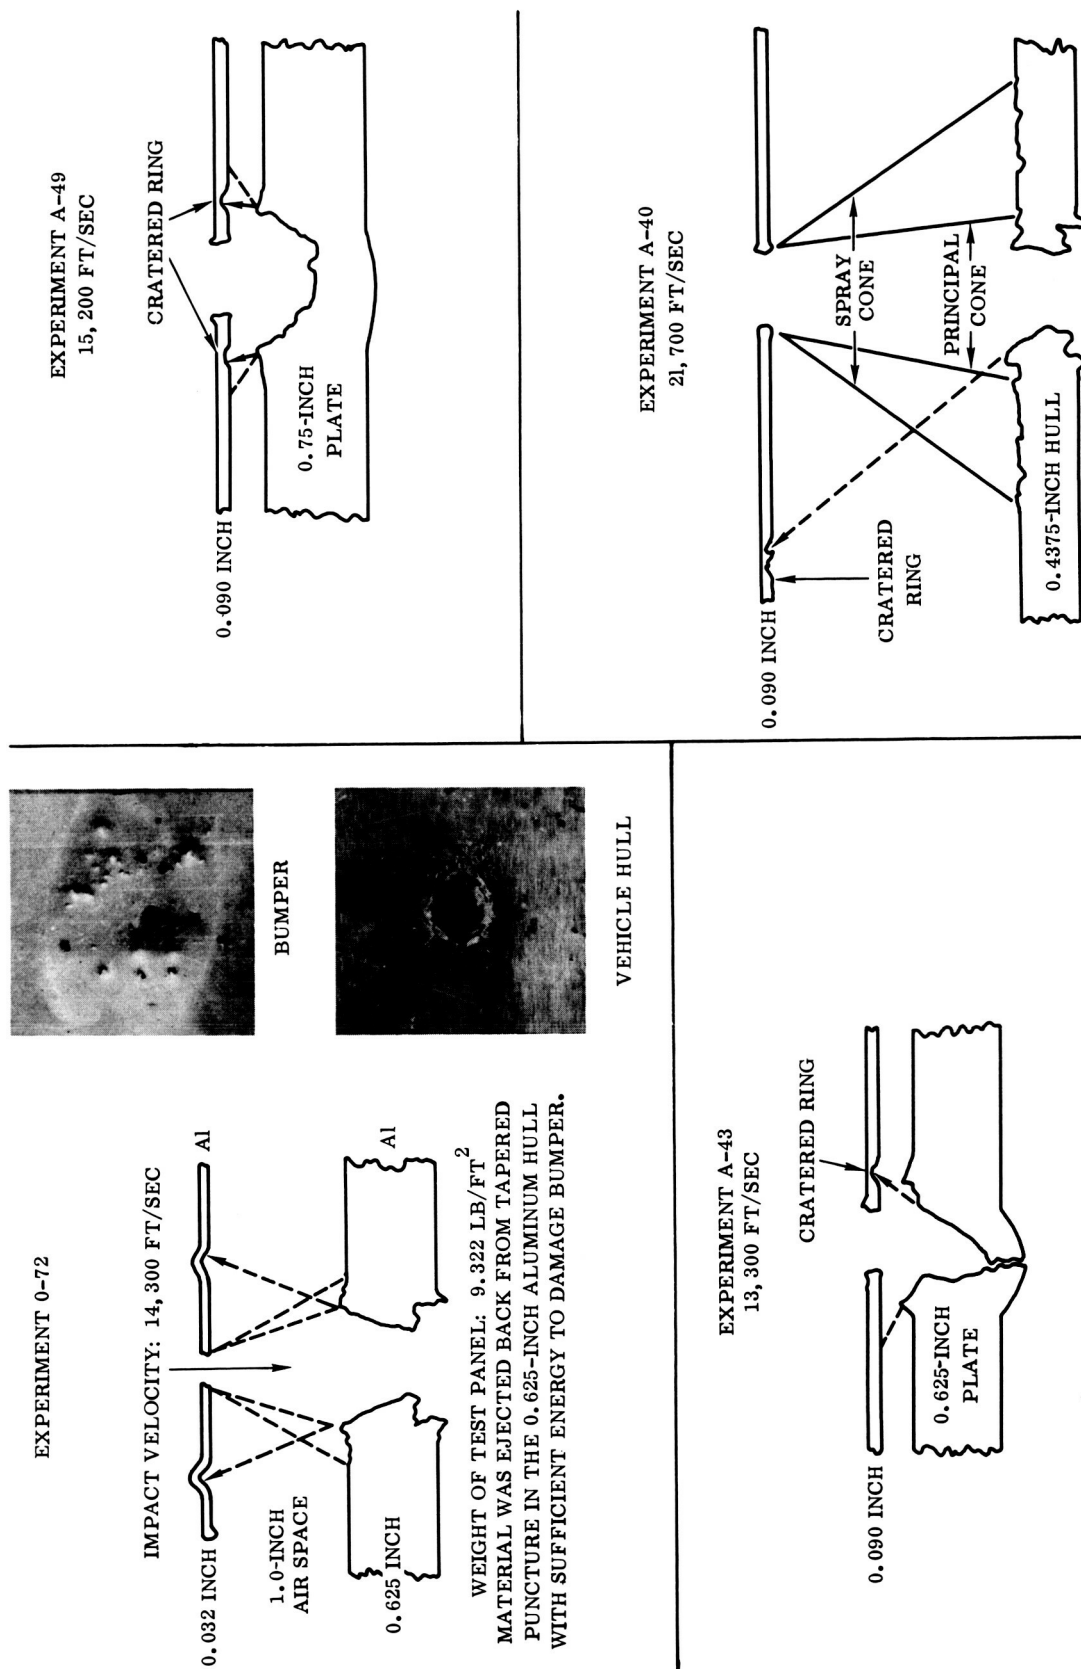 EXPERIMENT 0-72
IMPACT VELOCITY: 14,300 FT/SEC
0.032 INCH
Al
1.0-INCH
AIR SPACE
0.625 INCH
Al
WEIGHT OF TEST PANEL: 9.322 LB/FT²
MATERIAL WAS EJECTED BACK FROM TAPERED
PUNCTURE IN THE 0.625-INCH ALUMINUM HULL
WITH SUFFICIENT ENERGY TO DAMAGE BUMPER.
BUMPER
VEHICLE HULL
EXPERIMENT A-49
15,200 FT/SEC
CRATERED RING
0.090 INCH
0.75-INCH
PLATE
EXPERIMENT A-43
13,300 FT/SEC
CRATERED RING
0.090 INCH
0.625-INCH
PLATE
EXPERIMENT A-40
21,700 FT/SEC
0.090 INCH
SPRAY
CONE
CRATERED
RING
PRINCIPAL
CONE
0.4375-INCH HULL